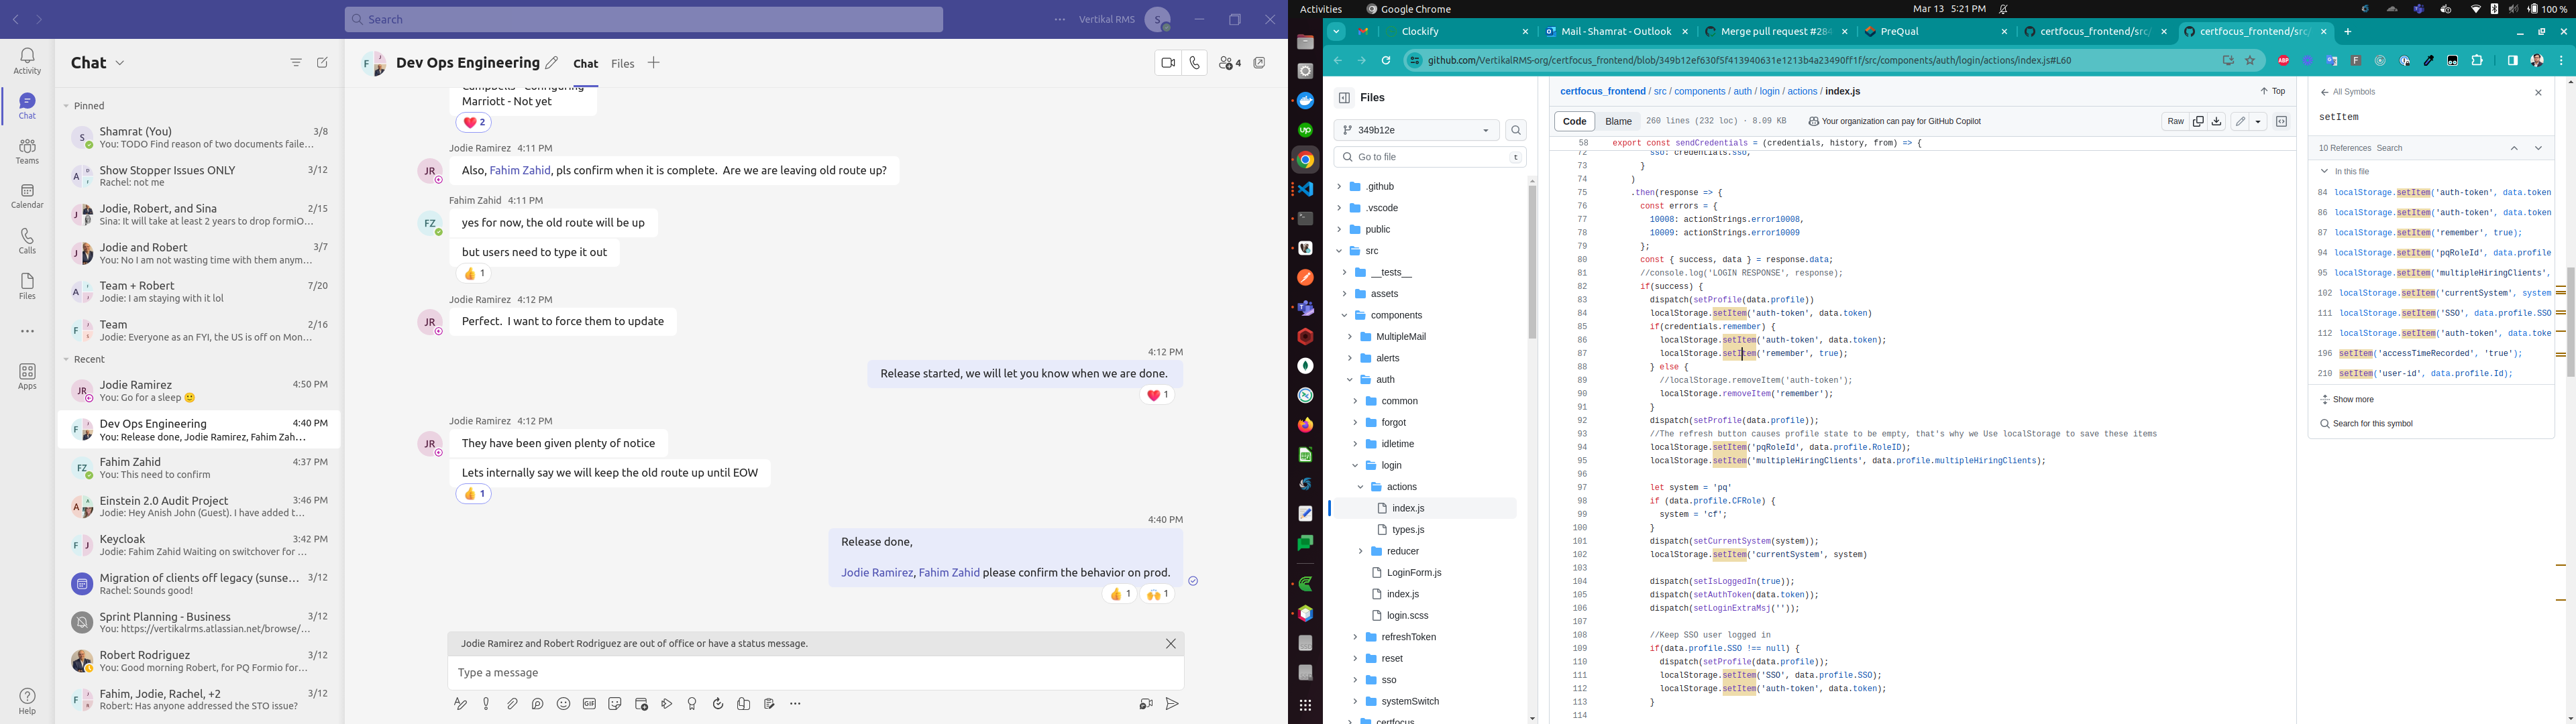 Search
Vertikal RMS
S
Activity
Chat
Teams
Calendar
Calls
Files
Apps
Help
Chat
Pinned
Shamrat (You) 3/8
You: TODO Find reason of two documents faile...
Show Stopper Issues ONLY 3/12
Rachel: not me
Jodie, Robert, and Sina 2/15
Sina: It will take at least 2 years to drop formiO...
Jodie and Robert 3/7
You: No I am not wasting time with them anym...
Team + Robert 7/20
Jodie: I am staying with it lol
Team 2/16
Jodie: Everyone as an FYI, the US is off on Mon...
Recent
Jodie Ramirez 4:50 PM
You: Go for a sleep 🙂
Dev Ops Engineering 4:40 PM
You: Release done, Jodie Ramirez, Fahim Zah...
Fahim Zahid 4:37 PM
You: This need to confirm
Einstein 2.0 Audit Project 3:46 PM
Jodie: Hey Anish John (Guest). I have added t...
Keycloak 3:42 PM
Jodie: Fahim Zahid Waiting on switchover for ...
Migration of clients off legacy (sunse... 3/12
Rachel: Sounds good!
Sprint Planning - Business 3/12
You: https://vertikalrms.atlassian.net/browse/...
Robert Rodriguez 3/12
You: Good morning Robert, for PQ Formio for...
Fahim, Jodie, Rachel, +2 3/12
Robert: Has anyone addressed the STO issue?
Dev Ops Engineering Chat Files 4
Campbells - Configuring
Marriott - Not yet
2
Jodie Ramirez 4:11 PM
Also, Fahim Zahid, pls confirm when it is complete. Are we are leaving old route up?
Fahim Zahid 4:11 PM
yes for now, the old route will be up
but users need to type it out
1
Jodie Ramirez 4:12 PM
Perfect. I want to force them to update
4:12 PM
Release started, we will let you know when we are done.
1
Jodie Ramirez 4:12 PM
They have been given plenty of notice
Lets internally say we will keep the old route up until EOW
1
4:40 PM
Release done,
Jodie Ramirez, Fahim Zahid please confirm the behavior on prod.
1 1
Jodie Ramirez and Robert Rodriguez are out of office or have a status message.
Type a message
Activities Google Chrome Mar 13 5:21 PM 100 %
Clockify
Mail - Shamrat - Outlook
Merge pull request #284
PreQual
certfocus_frontend/src/
certfocus_frontend/src/
github.com/VertikalRMS-org/certfocus_frontend/blob/349b12ef630f5f413940631e1213b4a23490ff1f/src/components/auth/login/actions/index.js#L60
Files
349b12e
Go to file t
.github
.vscode
public
src
__tests__
assets
components
MultipleMail
alerts
auth
common
forgot
idletime
login
actions
index.js
types.js
reducer
LoginForm.js
index.js
login.scss
refreshToken
reset
sso
systemSwitch
certfocus
certfocus_frontend / src / components / auth / login / actions / index.js
Top
Code Blame 260 lines (232 loc) · 8.09 KB Your organization can pay for GitHub Copilot Raw
58 export const sendCredentials = (credentials, history, from) => {
72 sso: credentials.sso,
73 }
74 )
75 .then(response => {
76 const errors = {
77 10008: actionStrings.error10008,
78 10009: actionStrings.error10009
79 };
80 const { success, data } = response.data;
81 //console.log('LOGIN RESPONSE', response);
82 if(success) {
83 dispatch(setProfile(data.profile))
84 localStorage.setItem('auth-token', data.token)
85 if(credentials.remember) {
86 localStorage.setItem('auth-token', data.token);
87 localStorage.setItem('remember', true);
88 } else {
89 //localStorage.removeItem('auth-token');
90 localStorage.removeItem('remember');
91 }
92 dispatch(setProfile(data.profile));
93 //The refresh button causes profile state to be empty, that's why we Use localStorage to save these items
94 localStorage.setItem('pqRoleId', data.profile.RoleID);
95 localStorage.setItem('multipleHiringClients', data.profile.multipleHiringClients);
96
97 let system = 'pq'
98 if (data.profile.CFRole) {
99 system = 'cf';
100 }
101 dispatch(setCurrentSystem(system));
102 localStorage.setItem('currentSystem', system)
103
104 dispatch(setIsLoggedIn(true));
105 dispatch(setAuthToken(data.token));
106 dispatch(setLoginExtraMsj(''));
107
108 //Keep SSO user logged in
109 if(data.profile.SSO !== null) {
110 dispatch(setProfile(data.profile));
111 localStorage.setItem('SSO', data.profile.SSO);
112 localStorage.setItem('auth-token', data.token);
113 }
114
All Symbols
setItem
10 References Search
In this file
84 localStorage.setItem('auth-token', data.token
86 localStorage.setItem('auth-token', data.token
87 localStorage.setItem('remember', true);
94 localStorage.setItem('pqRoleId', data.profile
95 localStorage.setItem('multipleHiringClients',
102 localStorage.setItem('currentSystem', system
111 localStorage.setItem('SSO', data.profile.SSO
112 localStorage.setItem('auth-token', data.toke
196 setItem('accessTimeRecorded', 'true');
210 setItem('user-id', data.profile.Id);
Show more
Search for this symbol